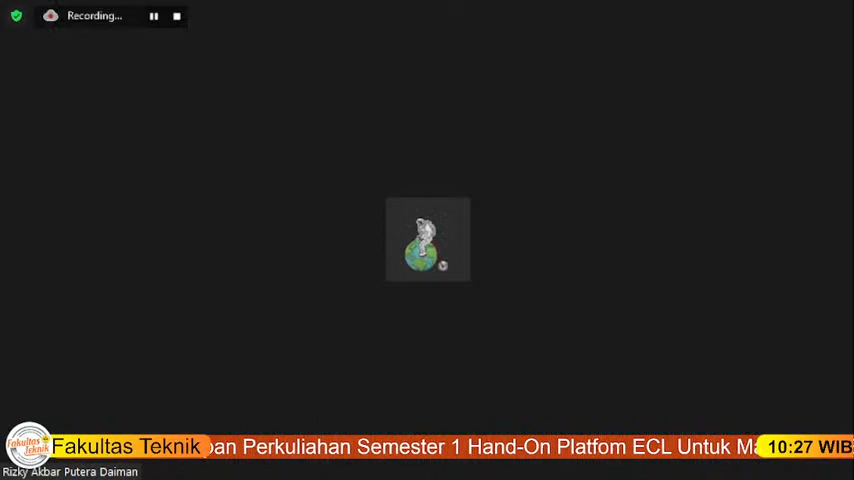 Recording...
Fakultas Teknik
Fakultas Teknik pan Perkuliahan Semester 1 Hand-On Platfom ECL Untuk Ma 10:27 WIB
Rizky Akbar Putera Daiman